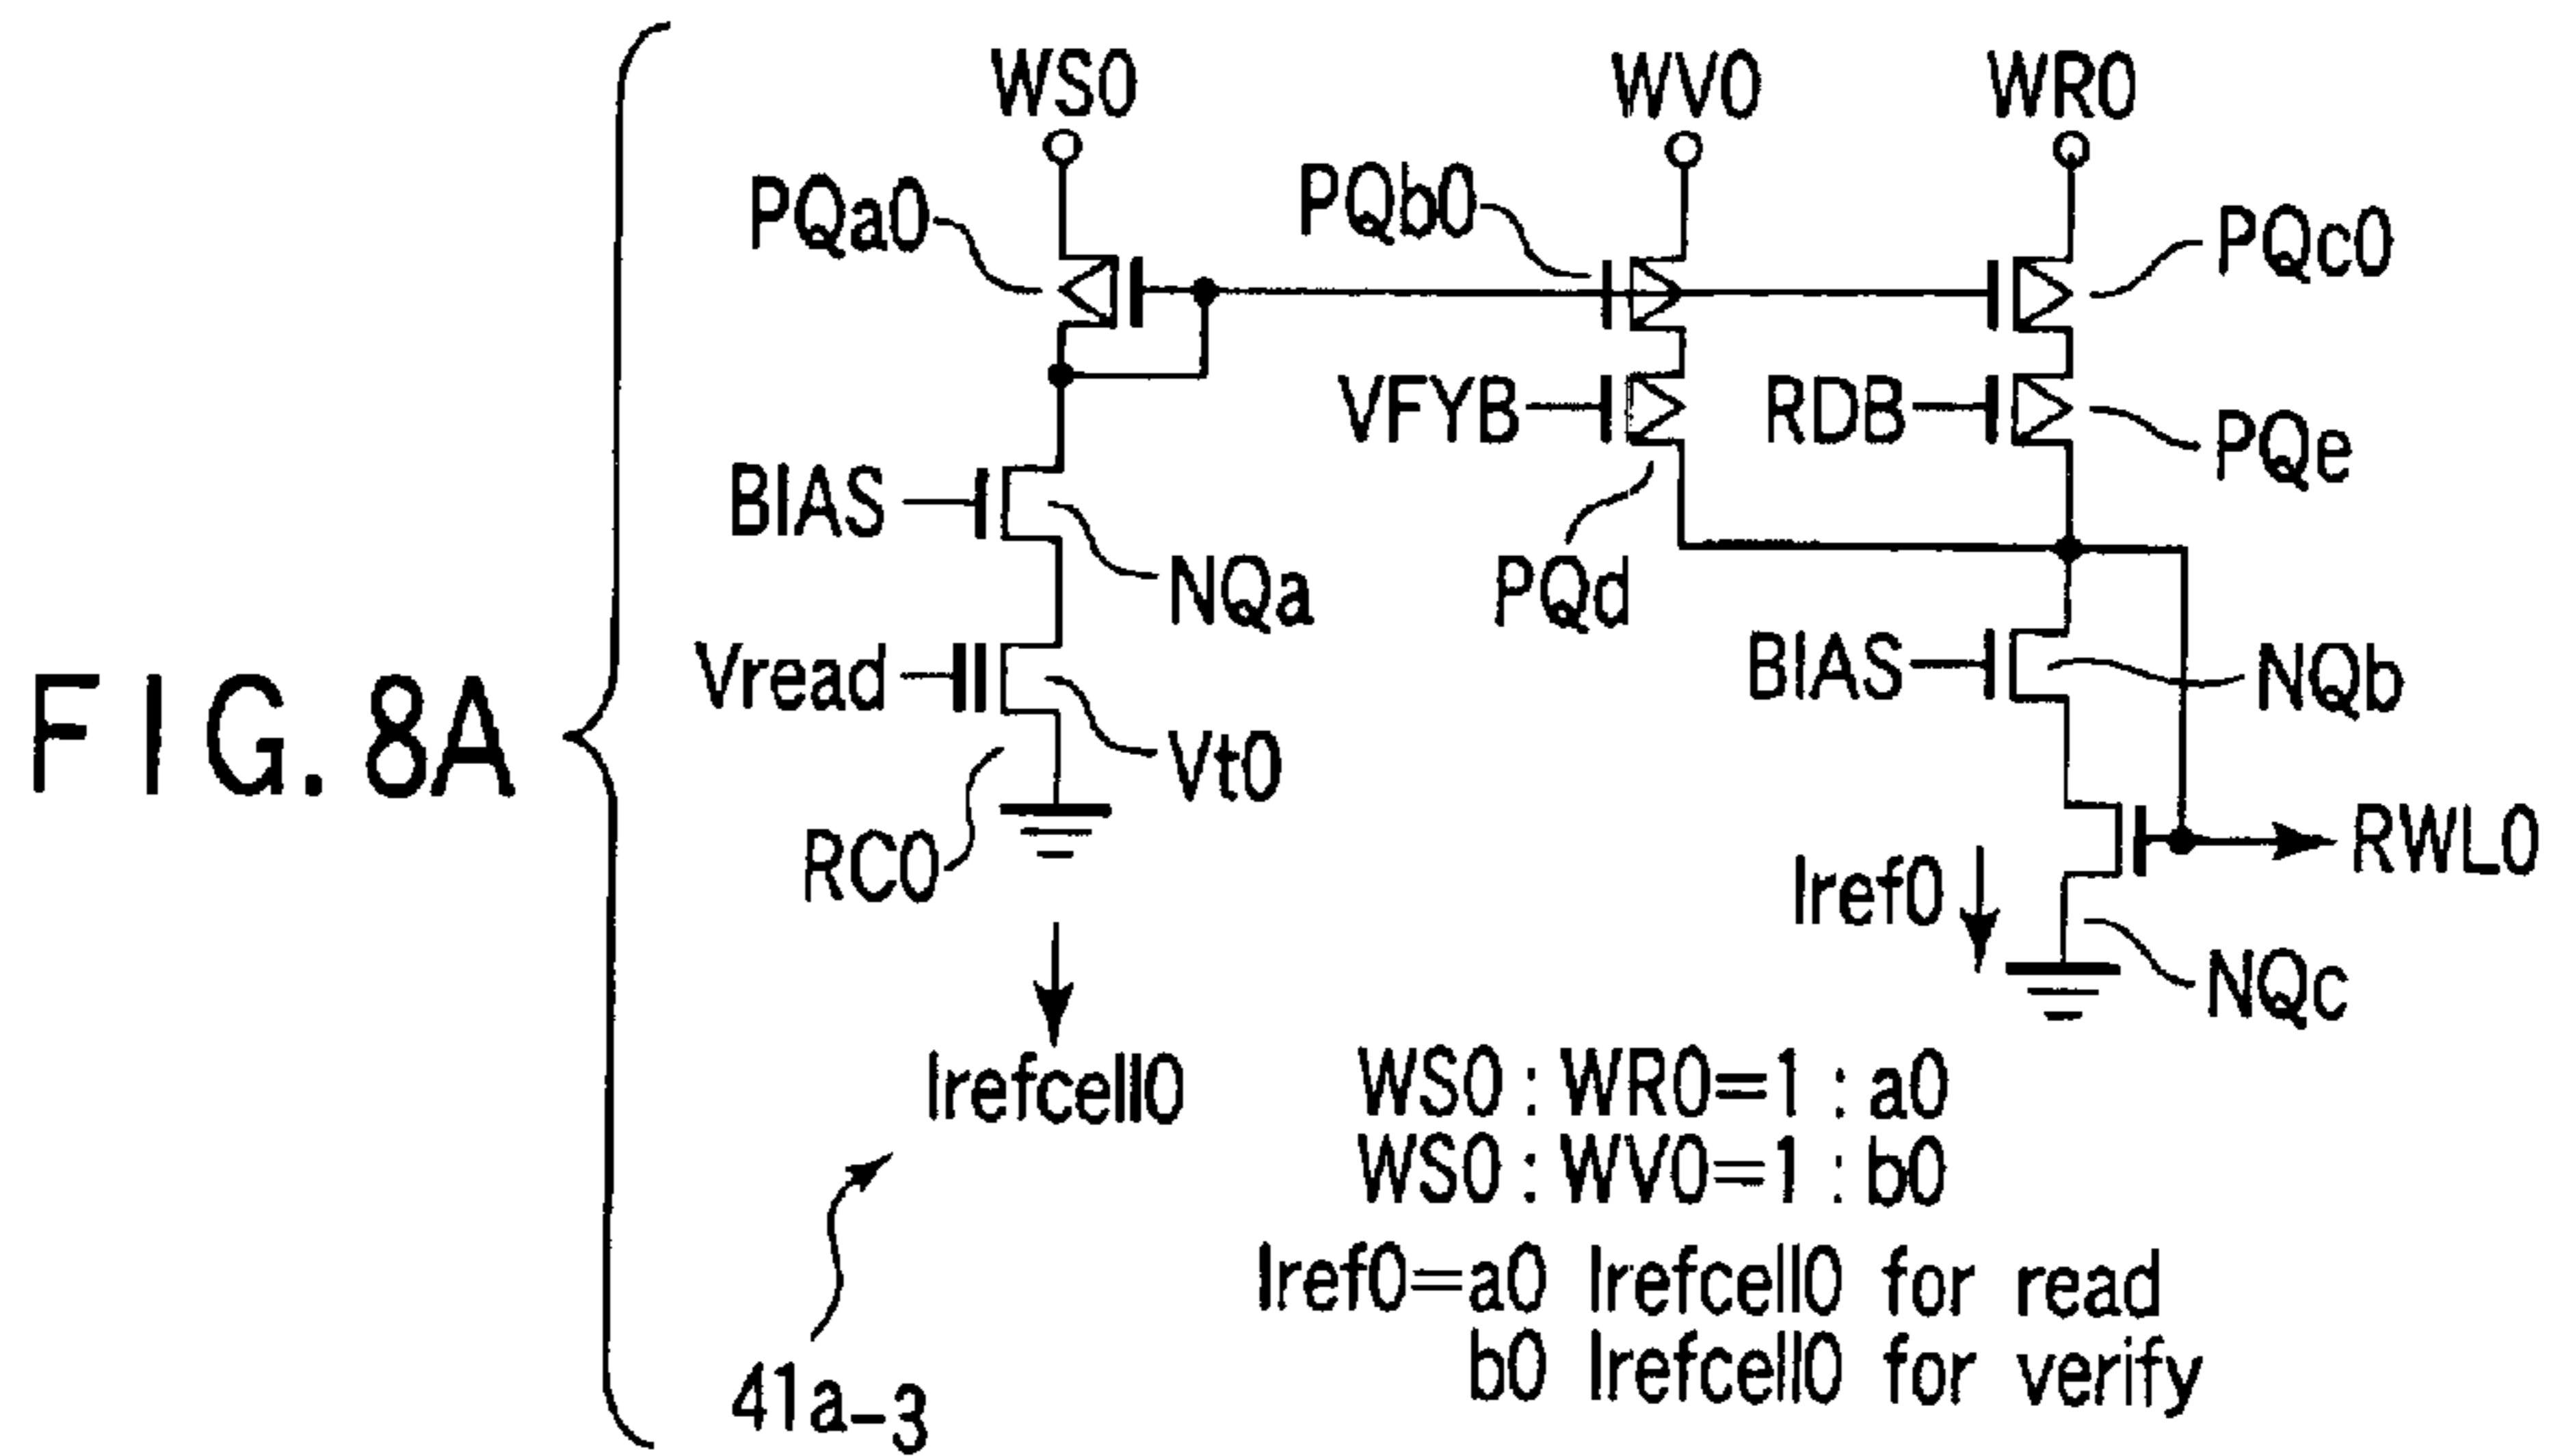 FIG. 8A
WS0
WV0
WR0
PQa0
PQb0
PQc0
VFYB
RDB
PQe
BIAS
NQa
PQd
BIAS
NQb
Vread
Vt0
RC0
Iref0
RWL0
NQc
Irefcell0
WS0 : WR0=1 : a0
WS0 : WV0=1 : b0
Iref0=a0 Irefcell0 for read
b0 Irefcell0 for verify
41a-3